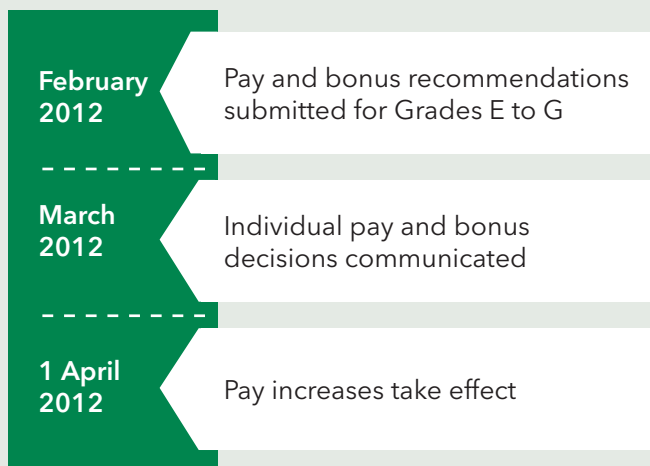 February
2012
Pay and bonus recommendations
submitted for Grades E to G
March
2012
Individual pay and bonus
decisions communicated
1 April
2012
Pay increases take effect